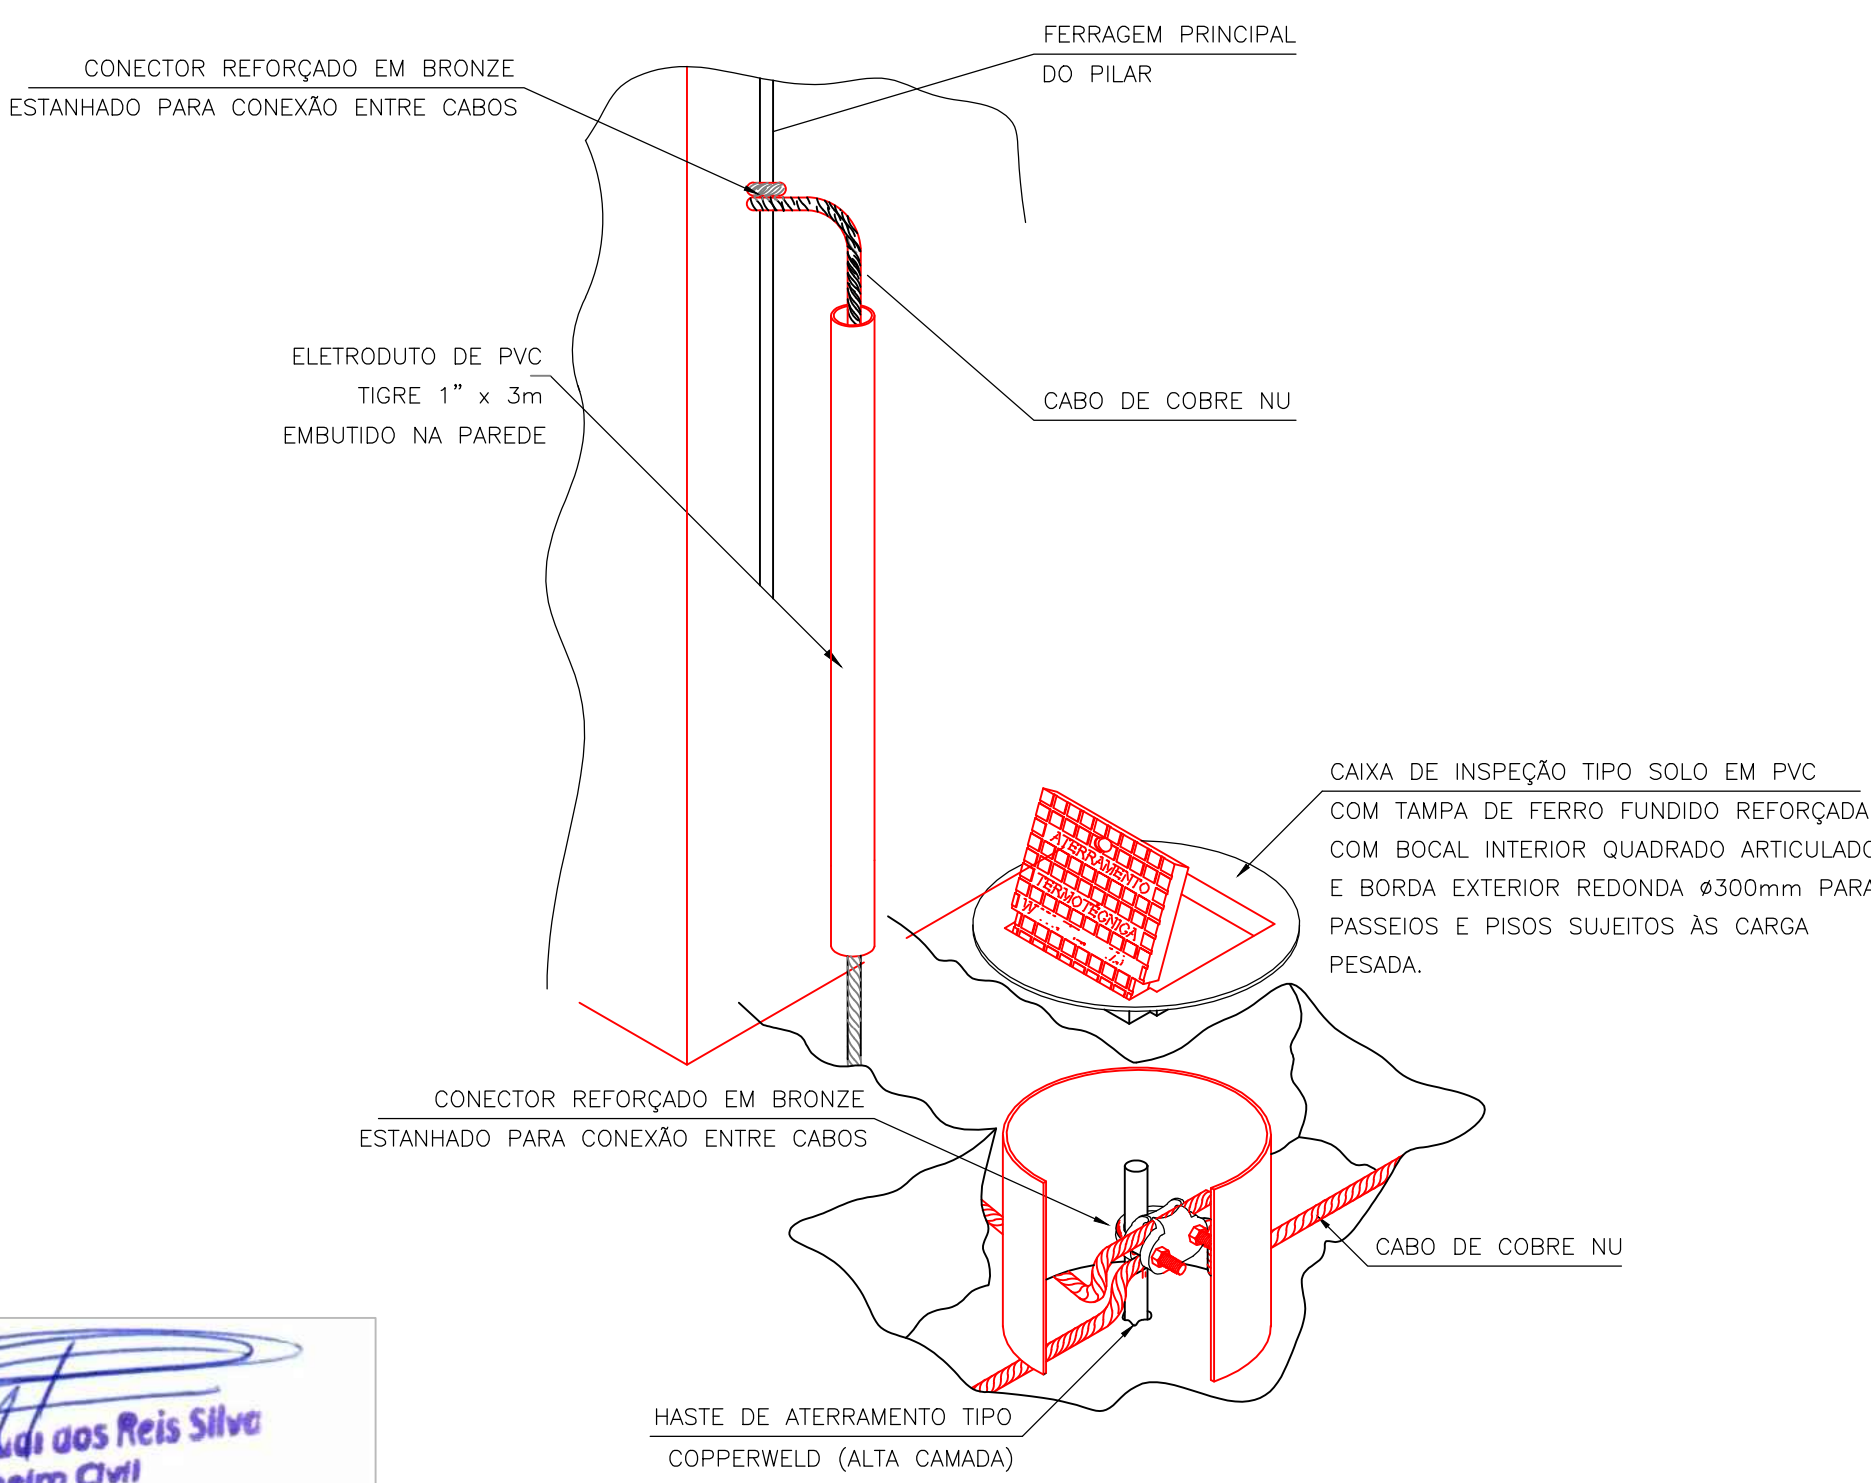 FERRAGEM PRINCIPAL
DO PILAR
CONECTOR REFORÇADO EM BRONZE
ESTANHADO PARA CONEXÃO ENTRE CABOS
ELETRODUTO DE PVC
TIGRE 1" x 3m
EMBUTIDO NA PAREDE
CABO DE COBRE NU
CAIXA DE INSPEÇÃO TIPO SOLO EM PVC
COM TAMPA DE FERRO FUNDIDO REFORÇADA
COM BOCAL INTERIOR QUADRADO ARTICULADO
E BORDA EXTERIOR REDONDA ø300mm PARA
PASSEIOS E PISOS SUJEITOS ÀS CARGA
PESADA.
ATERRAMENTO
TERMOTÉCNICA
CONECTOR REFORÇADO EM BRONZE
ESTANHADO PARA CONEXÃO ENTRE CABOS
CABO DE COBRE NU
HASTE DE ATERRAMENTO TIPO
COPPERWELD (ALTA CAMADA)
dos Reis Silva
Civil